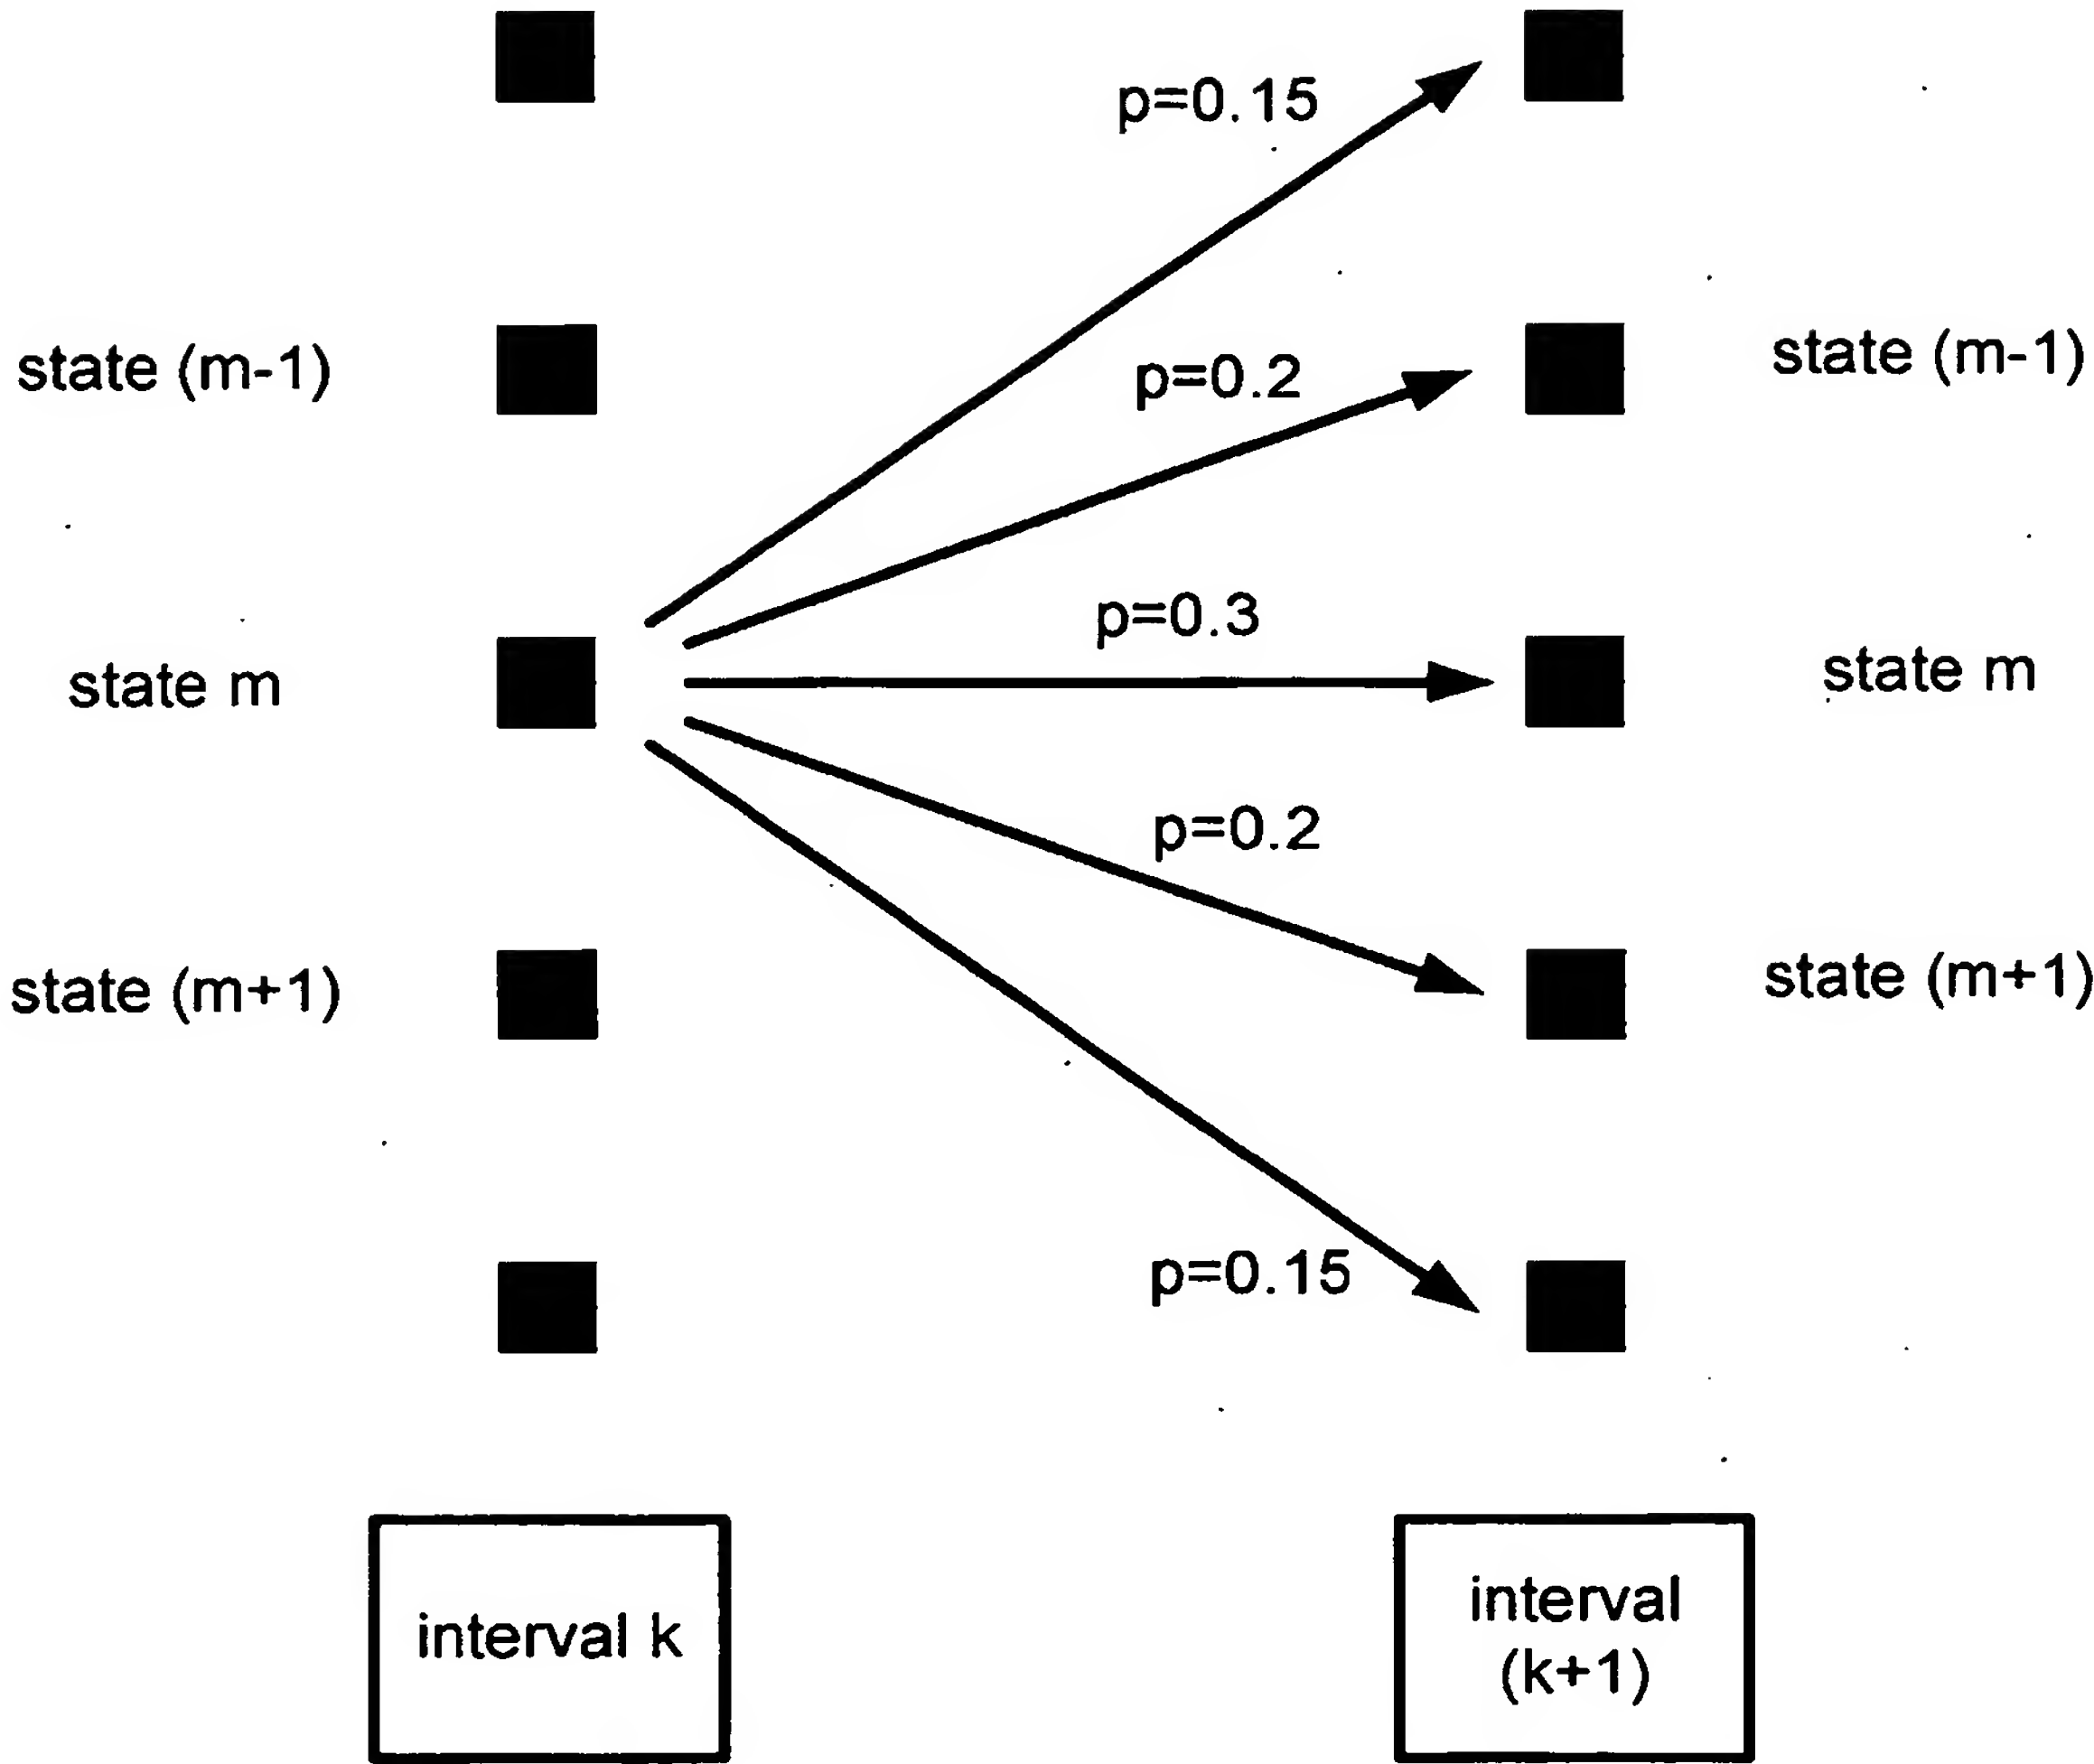 p=0.15
state (m-1)
p=0.2
state (m-1)
state m
p=0.3
state m
p=0.2
state (m+1)
state (m+1)
p=0.15
interval k
interval
(k+1)